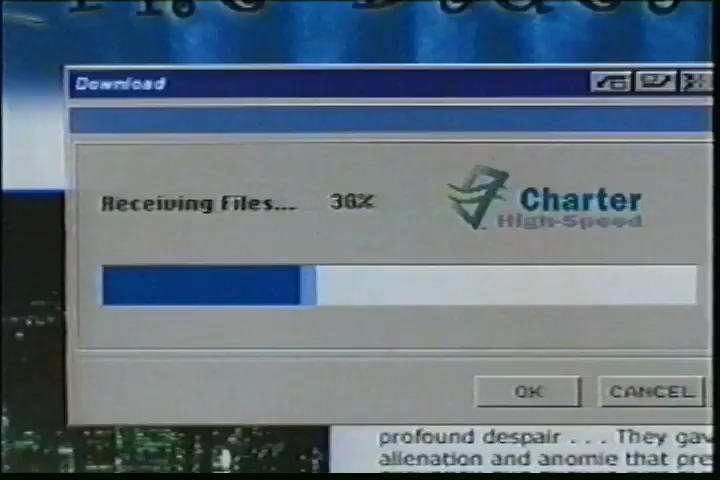 Download
Receiving Files... 30%
Charter
High-Speed
OK
CANCEL
profound despair . . . They gav
alienation and anomie that pre